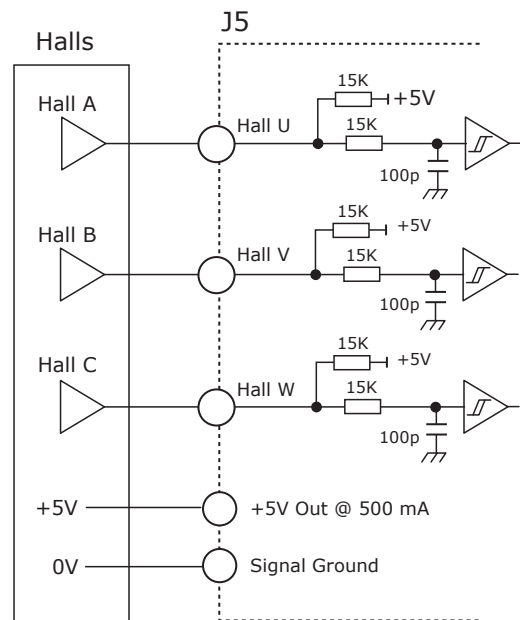 J5
Halls
15K
+5V
Hall A
Hall U
15K
100p
15K
+5V
Hall B
Hall V
15K
100p
15K
+5V
Hall C
Hall W
15K
100p
+5V
+5V Out @ 500 mA
0V
Signal Ground